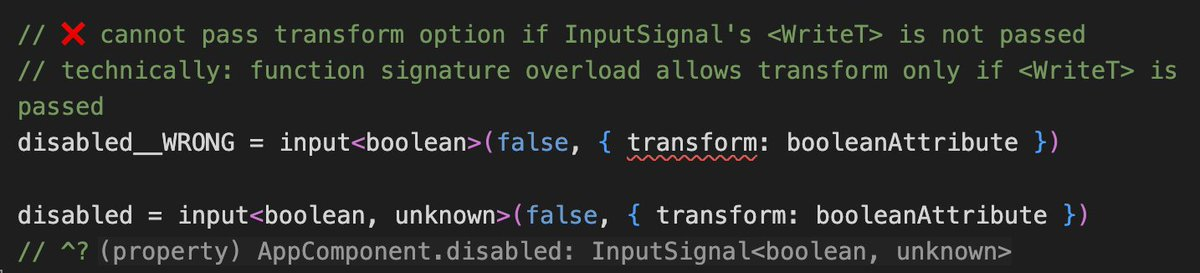 // ❌ cannot pass transform option if InputSignal's <WriteT> is not passed
// technically: function signature overload allows transform only if <WriteT> is
passed
disabled__WRONG = input<boolean>(false, { transform: booleanAttribute })
disabled = input<boolean, unknown>(false, { transform: booleanAttribute })
// ^? (property) AppComponent.disabled: InputSignal<boolean, unknown>